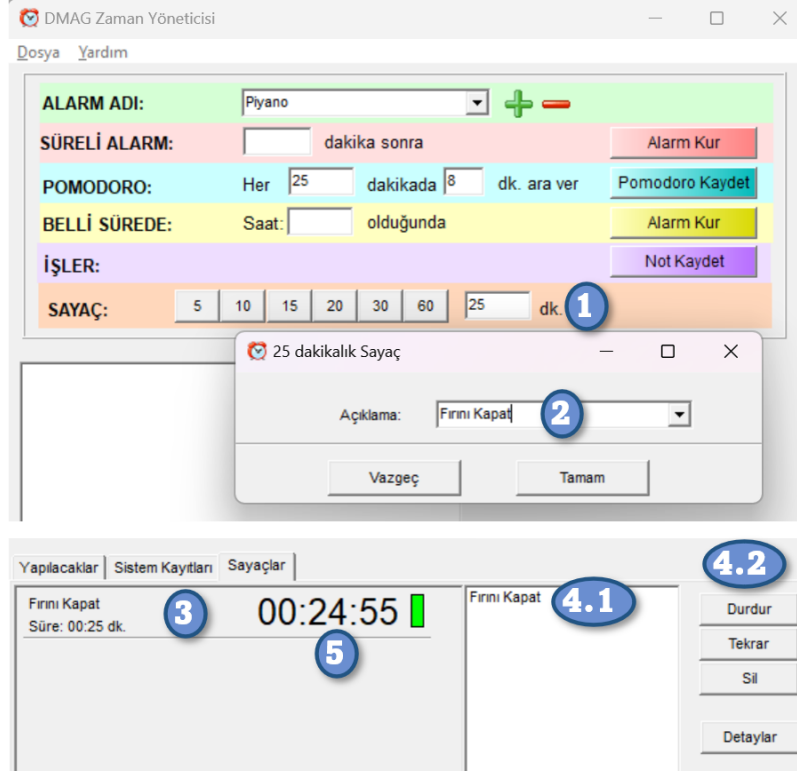 DMAG Zaman Yöneticisi
Dosya Yardım
ALARM ADI: Piyano
SÜRELİ ALARM: dakika sonra Alarm Kur
POMODORO: Her 25 dakikada 8 dk. ara ver Pomodoro Kaydet
BELLİ SÜREDE: Saat: olduğunda Alarm Kur
İŞLER: Not Kaydet
SAYAÇ: 5 10 15 20 30 60 25 dk. 1
25 dakikalık Sayaç
Açıklama: Fırını Kapat 2
Vazgeç Tamam
Yapılacaklar Sistem Kayıtları Sayaçlar 4.2
Fırını Kapat 3 00:24:55 Fırını Kapat 4.1 Durdur
Süre: 00:25 dk.
5 Tekrar
Sil
Detaylar